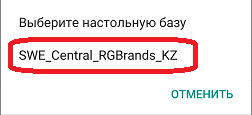 Выберите настольную базу
SWE_Central_RGBrands_KZ
ОТМЕНИТЬ